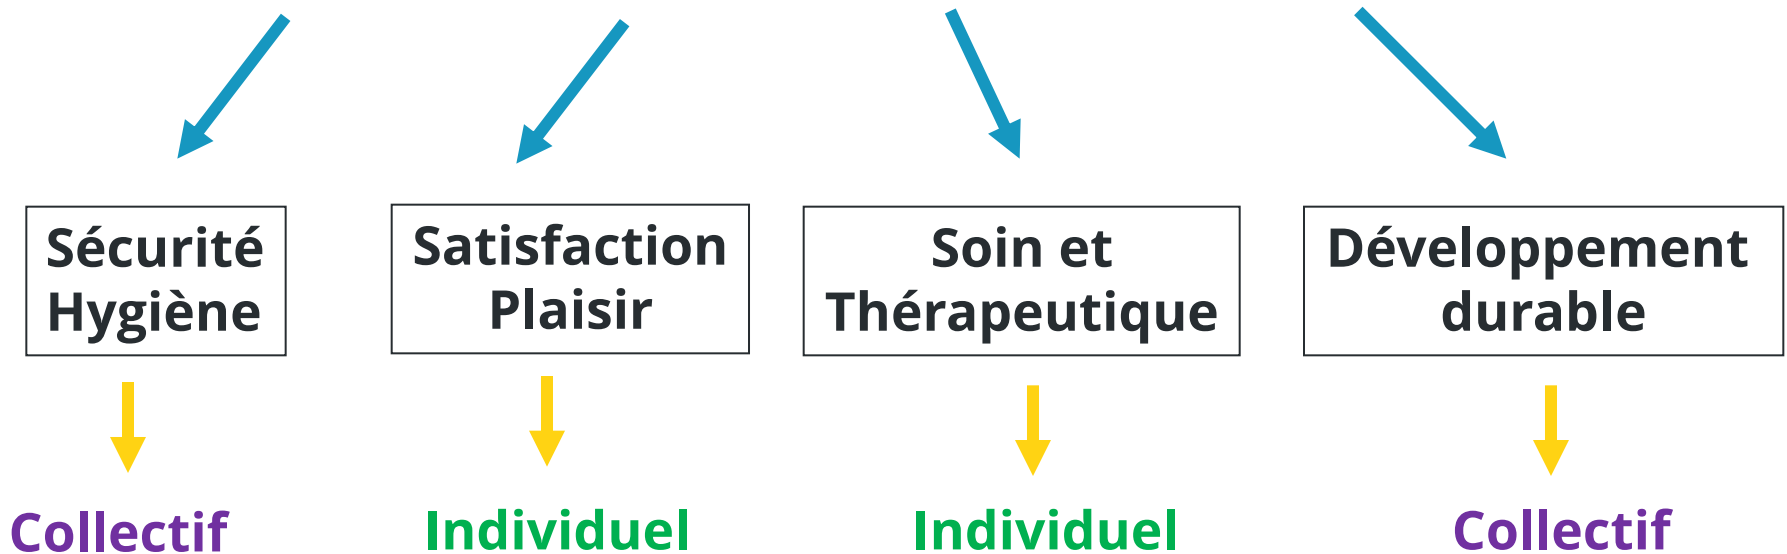 Sécurité
Hygiène
Satisfaction
Plaisir
Soin et
Thérapeutique
Développement
durable
Collectif
Individuel
Individuel
Collectif